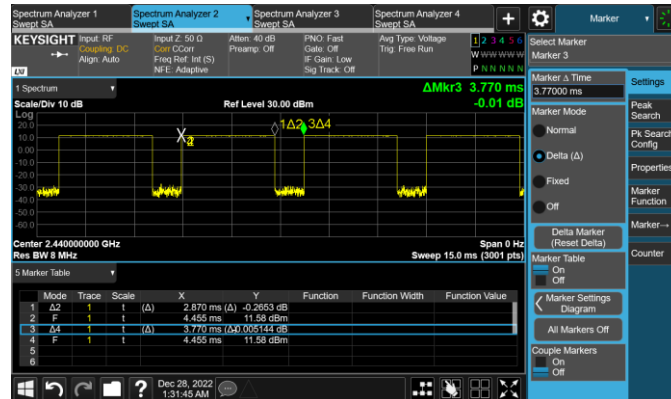 Spectrum Analyzer 1
Swept SA
Spectrum Analyzer 2
Swept SA
Spectrum Analyzer 3
Swept SA
Spectrum Analyzer 4
Swept SA
+
Marker
KEYSIGHT
Input: RF
Coupling: DC
Align: Auto
Input Z: 50 Ω
Corr CCorr
Freq Ref: Int (S)
NFE: Adaptive
Atten: 40 dB
Preamp: Off
PNO: Fast
Gate: Off
IF Gain: Low
Sig Track: Off
Avg Type: Voltage
Trig: Free Run
1 2 3 4 5 6
W W W W W W
P N N N N N
LXI
Select Marker
Marker 3
1 Spectrum
Scale/Div 10 dB
Ref Level 30.00 dBm
ΔMkr3 3.770 ms
-0.01 dB
Log
20.0
10.0
0.00
-10.0
-20.0
-30.0
-40.0
-50.0
-60.0
1Δ2
3Δ4
Center 2.440000000 GHz
Res BW 8 MHz
Span 0 Hz
Sweep 15.0 ms (3001 pts)
5 Marker Table
Mode Trace Scale X Y Function Function Width Function Value
1 Δ2 1 t (Δ) 2.870 ms (Δ) -0.2653 dB
2 F 1 t 4.455 ms 11.58 dBm
3 Δ4 1 t (Δ) 3.770 ms (Δ) -0.005144 dB
4 F 1 t 4.455 ms 11.58 dBm
5
6
Marker Δ Time
3.77000 ms
Marker Mode
Normal
Delta (Δ)
Fixed
Off
Delta Marker
(Reset Delta)
Marker Table
On
Off
Marker Settings
Diagram
All Markers Off
Couple Markers
On
Off
Settings
Peak
Search
Pk Search
Config
Properties
Marker
Function
Marker→
Counter
?
Dec 28, 2022
1:31:45 AM